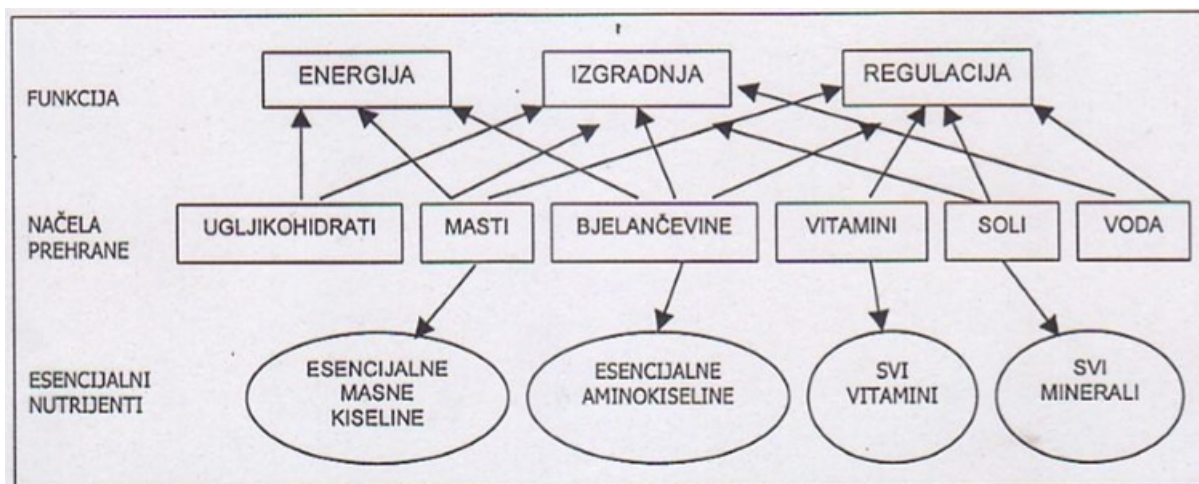 FUNKCIJA
ENERGIJA
IZGRADNJA
REGULACIJA
NAČELA
PREHRANE
UGLJIKOHIDRATI
MASTI
BJELANČEVINE
VITAMINI
SOLI
VODA
ESENCIJALNI
NUTRIJENTI
ESENCIJALNE
MASNE
KISELINE
ESENCIJALNE
AMINOKISELINE
SVI
VITAMINI
SVI
MINERALI